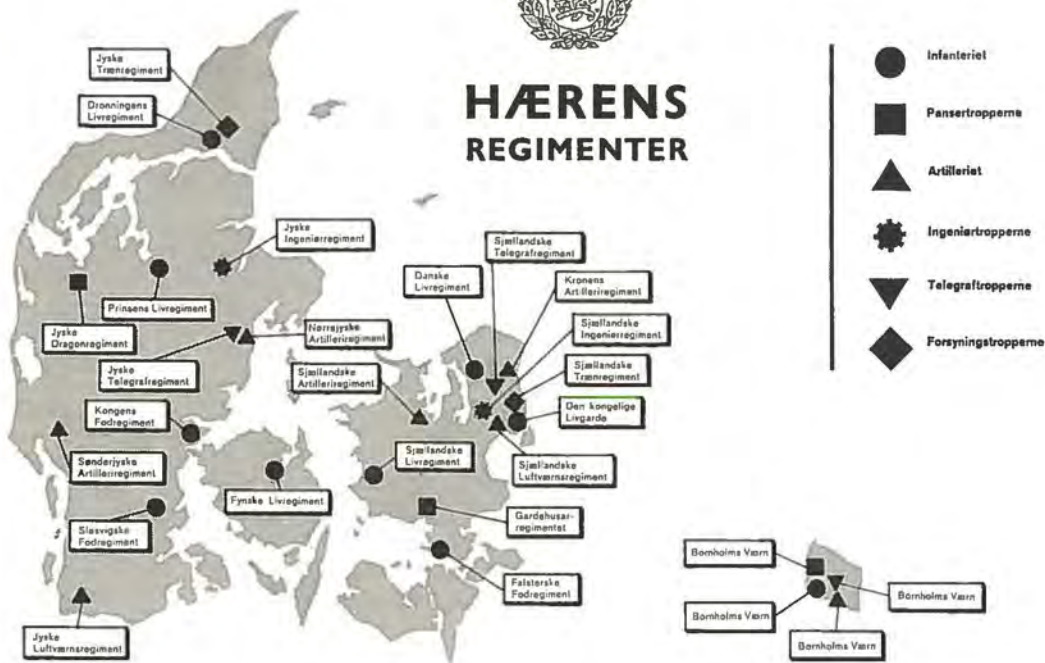 HÆRENS
REGIMENTER
Infanteriet
Pansertropperne
Artilleriet
Ingeniørtropperne
Telegraftropperne
Forsyningstropperne
Jyske
Trænregiment
Dronningens
Livregiment
Jyske
Ingeniørregiment
Prinsens Livregiment
Jyske
Dragonregiment
Nørrejyske
Artilleriregiment
Jyske
Telegrafregiment
Kongens
Fodregiment
Sønderjyske
Artilleriregiment
Slesvigske
Fodregiment
Fynske Livregiment
Jyske
Luftværnsregiment
Sjællandske
Telegrafregiment
Danske
Livregiment
Kronens
Artilleriregiment
Sjællandske
Ingeniørregiment
Sjællandske
Artilleriregiment
Sjællandske
Trænregiment
Den kongelige
Livgarde
Sjællandske
Livregiment
Sjællandske
Luftværnsregiment
Gardehusar-
regimentet
Falsterske
Fodregiment
Bornholms Værn
Bornholms Værn
Bornholms Værn
Bornholms Værn